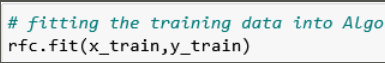 # fitting the training data into Algo
rfc.fit(x_train,y_train)